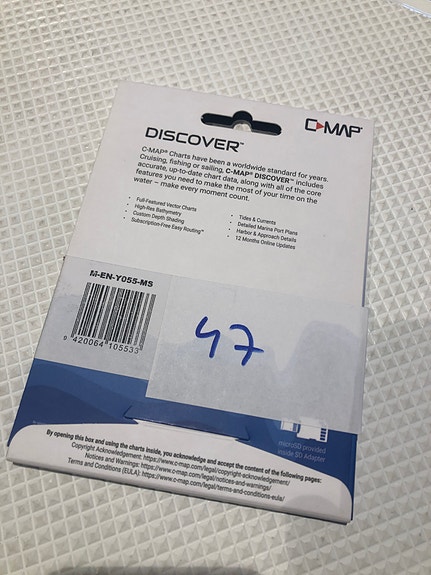 C-MAP®
DISCOVER™
C-MAP® Charts have been a worldwide standard for years.
Cruising, fishing or sailing, C-MAP® DISCOVER™ includes
accurate, up-to-date chart data, along with all of the core
features you need to make the most of your time on the
water – make every moment count.
• Full-Featured Vector Charts
• High-Res Bathymetry
• Custom Depth Shading
• Subscription-Free Easy Routing™
• Tides & Currents
• Detailed Marina Port Plans
• Harbor & Approach Details
• 12 Months Online Updates
M-EN-Y055-MS
9 420064 105533
47
microSD provided
inside SD Adapter
By opening this box and using the charts inside, you acknowledge and accept the content of the following pages:
Copyright Acknowledgement: https://www.c-map.com/legal/copyright-acknowledgement/
Notices and Warnings: https://www.c-map.com/legal/notices-and-warnings/
Terms and Conditions (EULA): https://www.c-map.com/legal/terms-and-conditions-eula/